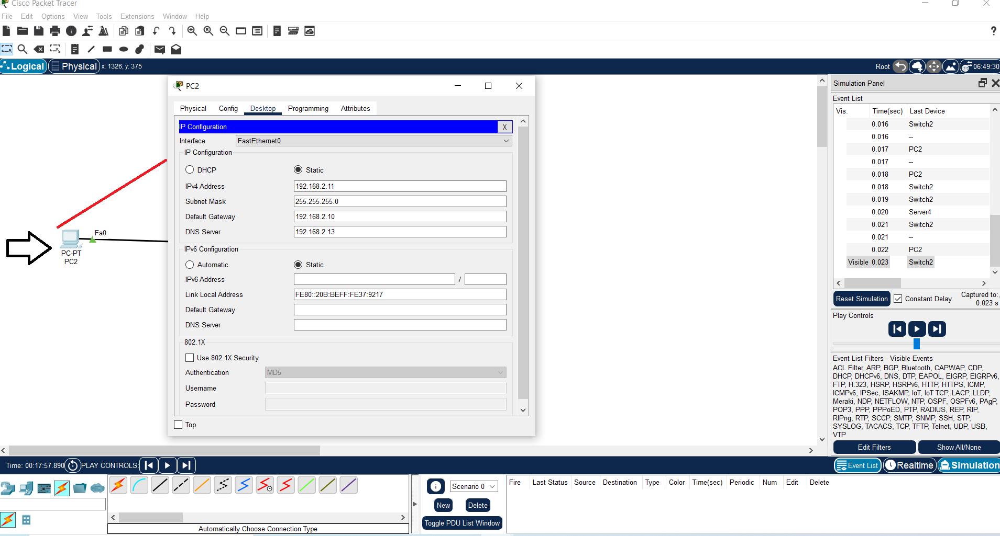 Cisco Packet Tracer
File Edit Options View Tools Extensions Window Help
?
Logical Physical x: 1326, y: 375 Root 06:49:30
PC2
Physical Config Desktop Programming Attributes
IP Configuration X
Interface FastEthernet0
IP Configuration
DHCP Static
IPv4 Address 192.168.2.11
Subnet Mask 255.255.255.0
Default Gateway 192.168.2.10
DNS Server 192.168.2.13
IPv6 Configuration
Automatic Static
IPv6 Address /
Link Local Address FE80::20B:BEFF:FE37:9217
Default Gateway
DNS Server
802.1X
Use 802.1X Security
Authentication MD5
Username
Password
Top
Fa0
PC-PT
PC2
Simulation Panel
Event List
Vis. Time(sec) Last Device
0.016 Switch2
0.016 --
0.017 PC2
0.017 --
0.018 PC2
0.018 Switch2
0.019 Switch2
0.020 Server4
0.021 Switch2
0.021 --
0.022 PC2
Visible 0.023 Switch2
Reset Simulation Constant Delay Captured to:
0.023 s
Play Controls
Event List Filters - Visible Events
ACL Filter, ARP, BGP, Bluetooth, CAPWAP, CDP,
DHCP, DHCPv6, DNS, DTP, EAPOL, EIGRP, EIGRPv6,
FTP, H.323, HSRP, HSRPv6, HTTP, HTTPS, ICMP,
ICMPv6, IPSec, ISAKMP, IoT, IoT TCP, LACP, LLDP,
Meraki, NDP, NETFLOW, NTP, OSPF, OSPFv6, PAgP,
POP3, PPP, PPPoED, PTP, RADIUS, REP, RIP,
RIPng, RTP, SCCP, SMTP, SNMP, SSH, STP,
SYSLOG, TACACS, TCP, TFTP, Telnet, UDP, USB,
VTP
Edit Filters Show All/None
Time: 00:17:57.890 PLAY CONTROLS: Event List Realtime Simulation
Scenario 0
New Delete
Toggle PDU List Window
Fire Last Status Source Destination Type Color Time(sec) Periodic Num Edit Delete
Automatically Choose Connection Type